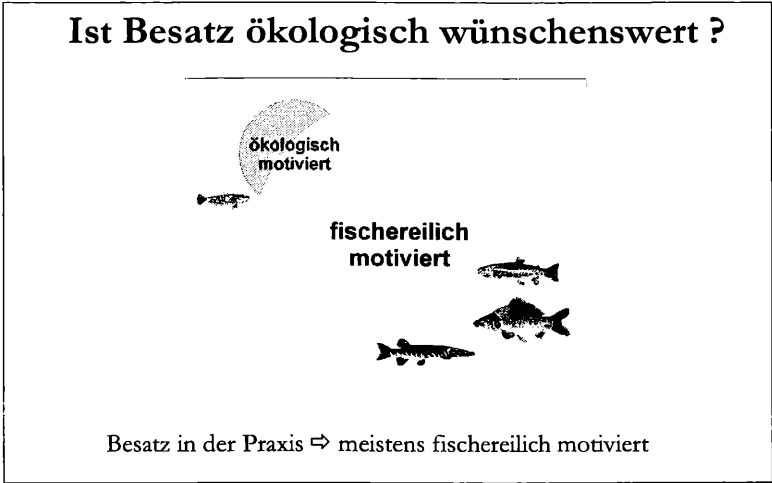 Ist Besatz ökologisch wünschenswert ?
ökologisch
motiviert
fischereilich
motiviert
Besatz in der Praxis ⇨ meistens fischereilich motiviert